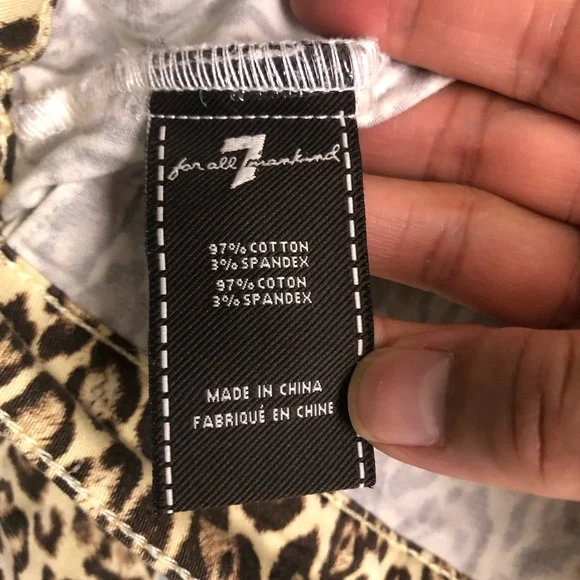 7
for all mankind
97% COTTON
3% SPANDEX
97% COTON
3% SPANDEX
MADE IN CHINA
FABRIQUÉ EN CHINE